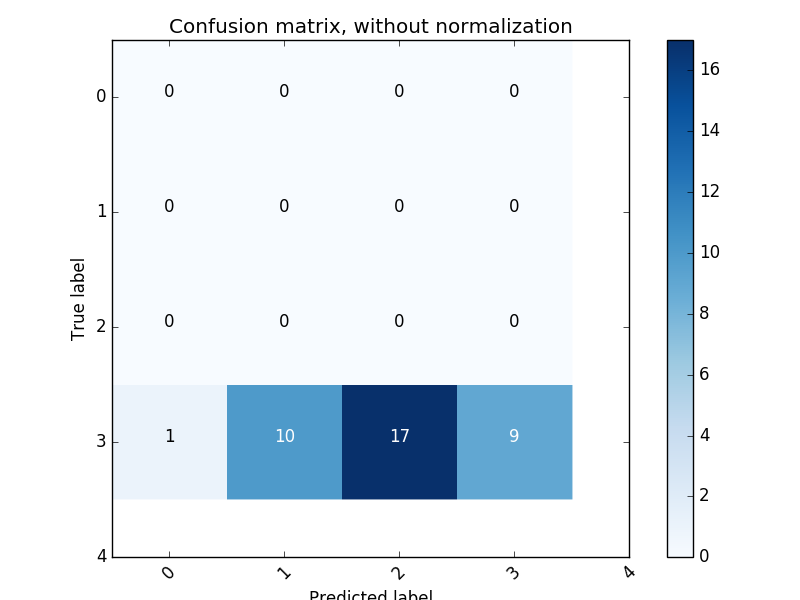 Confusion matrix, without normalization
0 0 0 0 0
1 0 0 0 0
2 0 0 0 0
3 1 10 17 9
4
0 1 2 3 4
True label
Predicted label
16
14
12
10
8
6
4
2
0